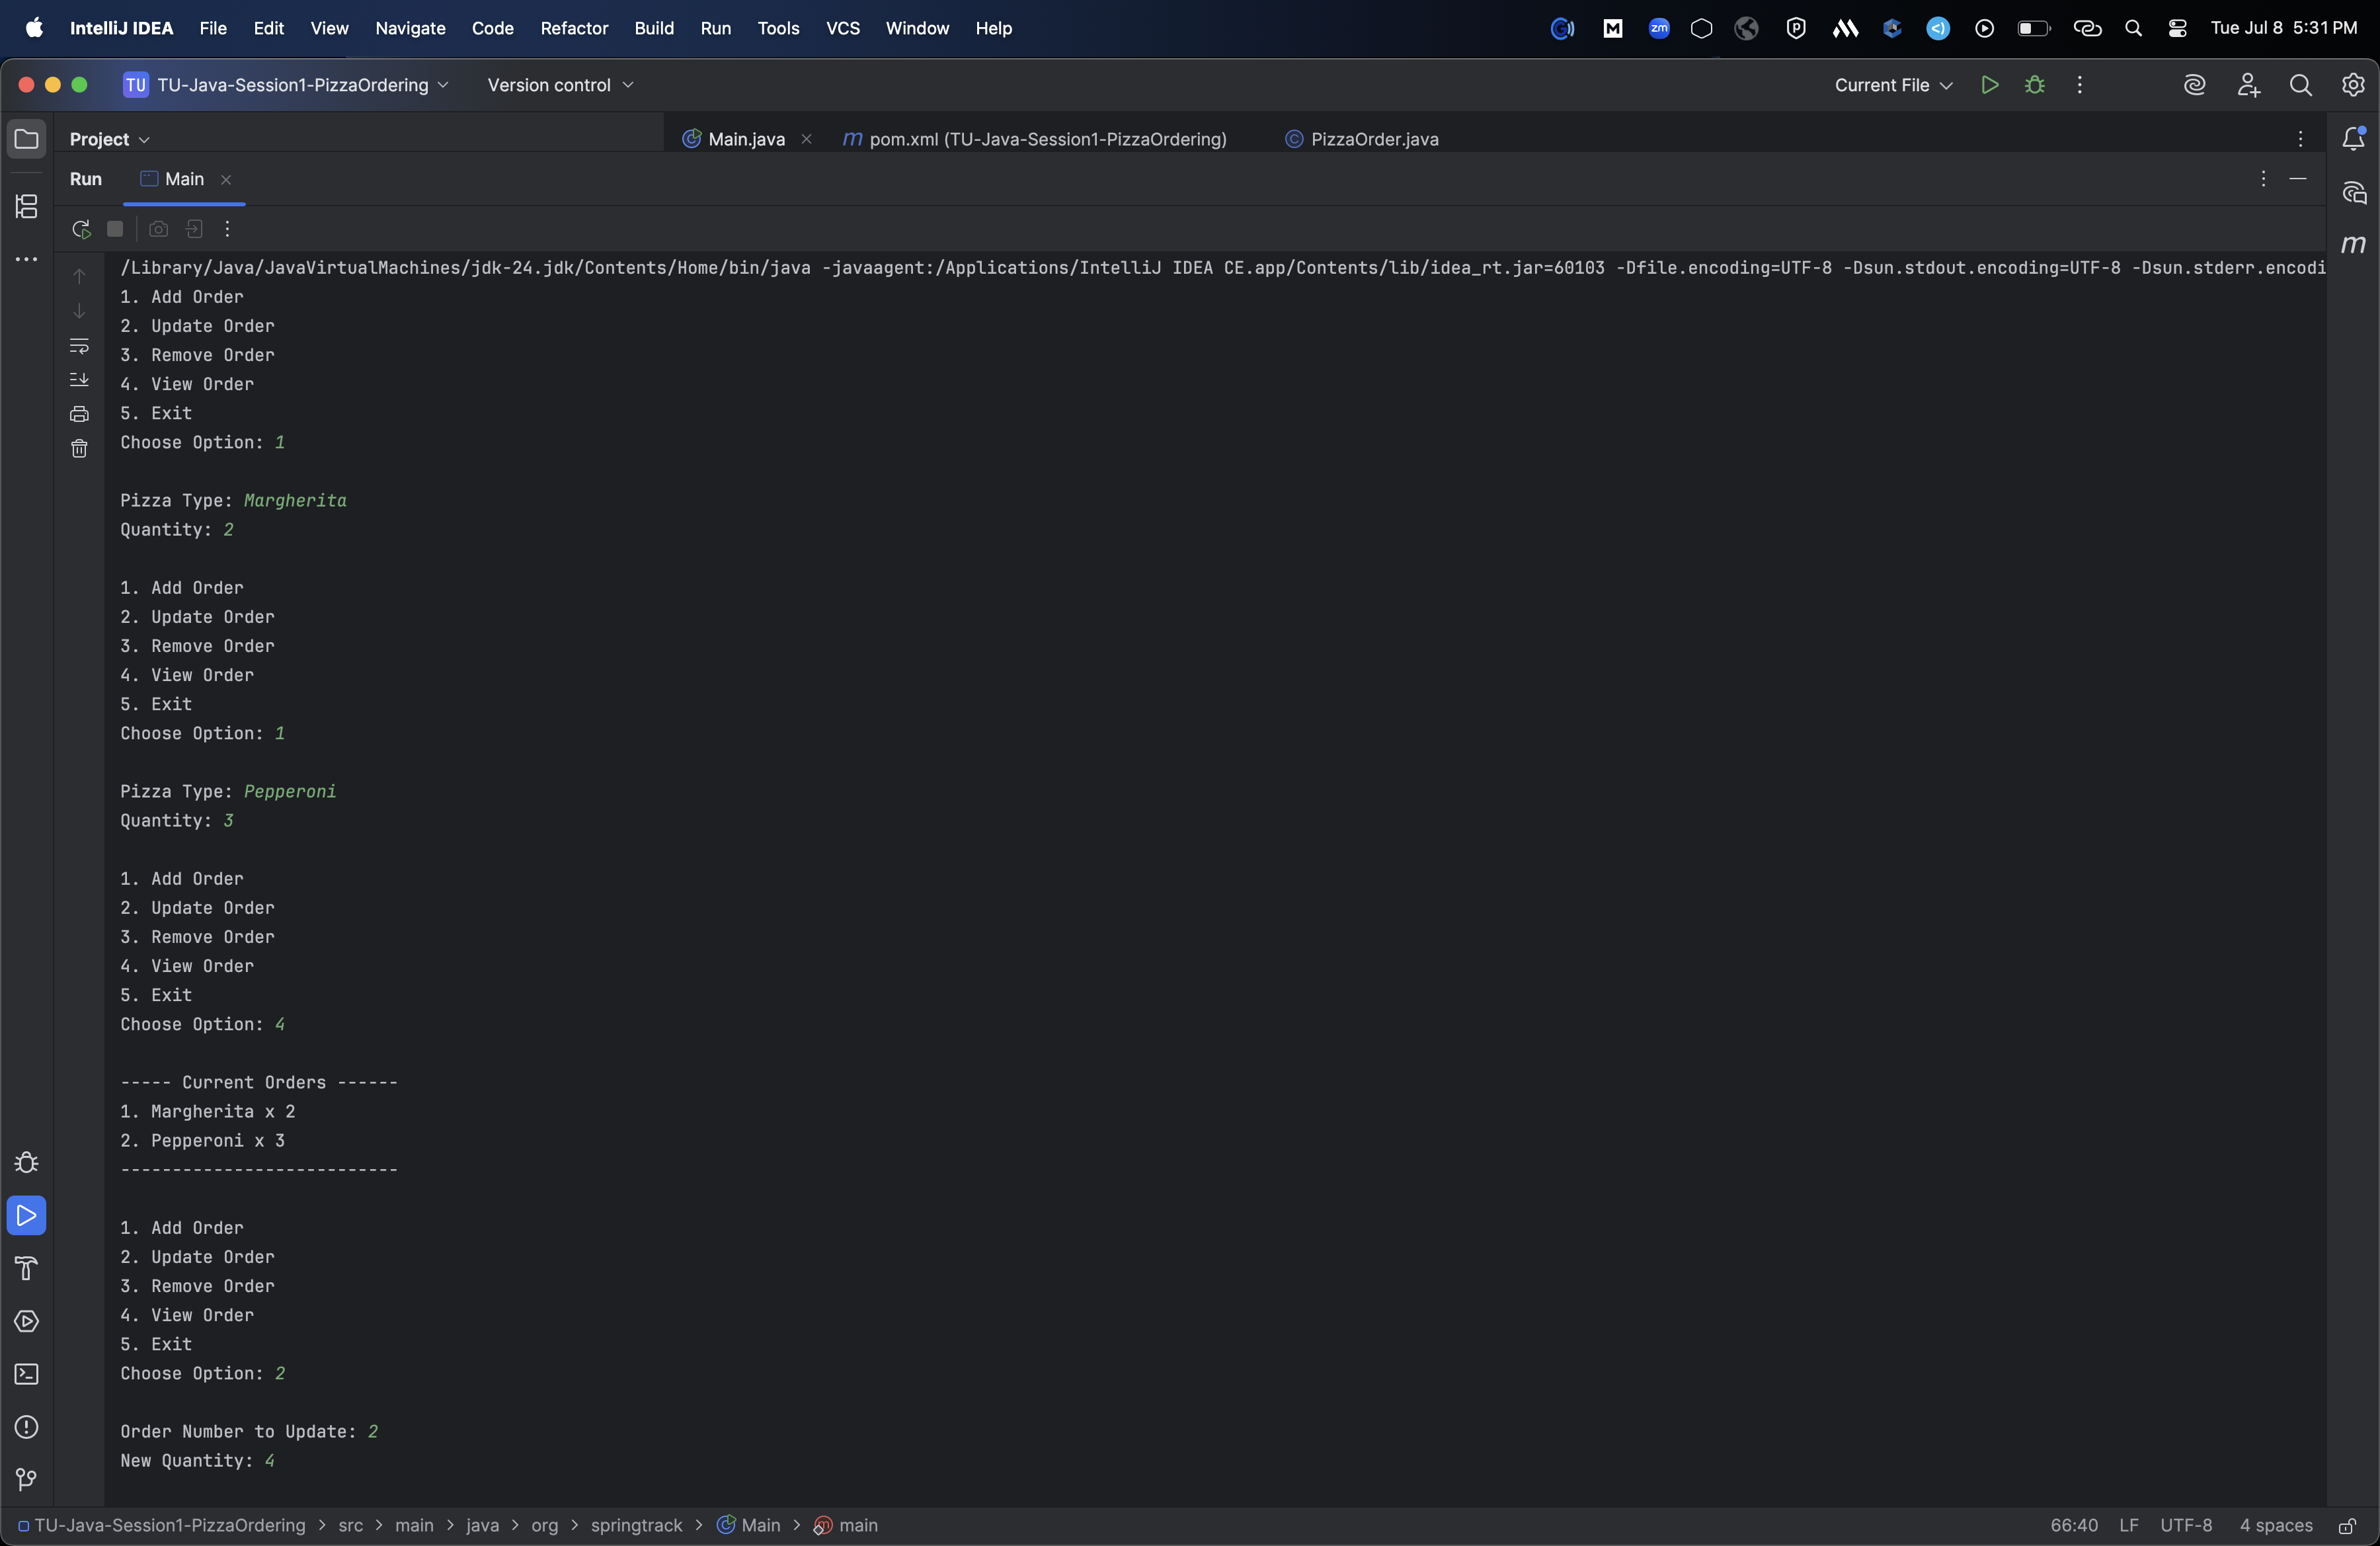 IntelliJ IDEA File Edit View Navigate Code Refactor Build Run Tools VCS Window Help zm Tue Jul 8 5:31 PM
TU TU-Java-Session1-PizzaOrdering Version control Current File
Project Main.java m pom.xml (TU-Java-Session1-PizzaOrdering) PizzaOrder.java
Run Main
/Library/Java/JavaVirtualMachines/jdk-24.jdk/Contents/Home/bin/java -javaagent:/Applications/IntelliJ IDEA CE.app/Contents/lib/idea_rt.jar=60103 -Dfile.encoding=UTF-8 -Dsun.stdout.encoding=UTF-8 -Dsun.stderr.encodi
1. Add Order
2. Update Order
3. Remove Order
4. View Order
5. Exit
Choose Option: 1
Pizza Type: Margherita
Quantity: 2
1. Add Order
2. Update Order
3. Remove Order
4. View Order
5. Exit
Choose Option: 1
Pizza Type: Pepperoni
Quantity: 3
1. Add Order
2. Update Order
3. Remove Order
4. View Order
5. Exit
Choose Option: 4
----- Current Orders ------
1. Margherita x 2
2. Pepperoni x 3
---------------------------
1. Add Order
2. Update Order
3. Remove Order
4. View Order
5. Exit
Choose Option: 2
Order Number to Update: 2
New Quantity: 4
TU-Java-Session1-PizzaOrdering > src > main > java > org > springtrack > Main > main 66:40 LF UTF-8 4 spaces